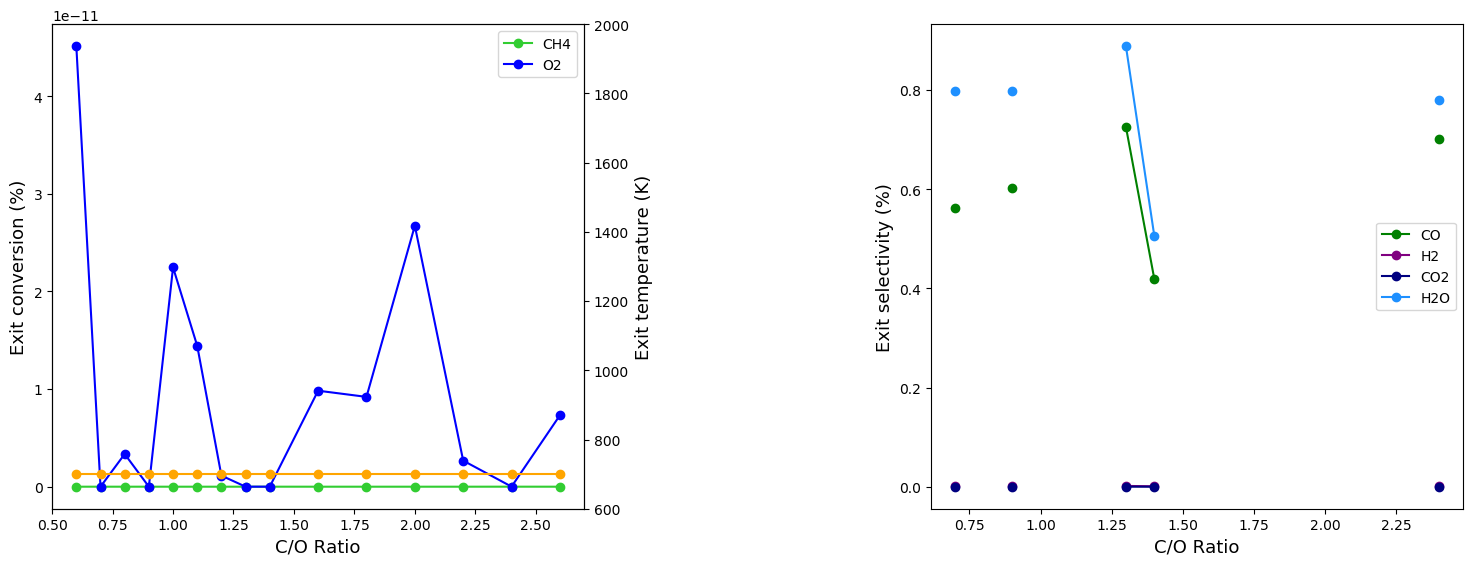 1e−11
Exit conversion (%)
4
3
2
1
0
0.50 0.75 1.00 1.25 1.50 1.75 2.00 2.25 2.50
C/O Ratio
CH4
O2
2000
1800
1600
1400
1200
1000
800
600
Exit temperature (K)
Exit selectivity (%)
0.8
0.6
0.4
0.2
0.0
0.75 1.00 1.25 1.50 1.75 2.00 2.25
C/O Ratio
CO
H2
CO2
H2O